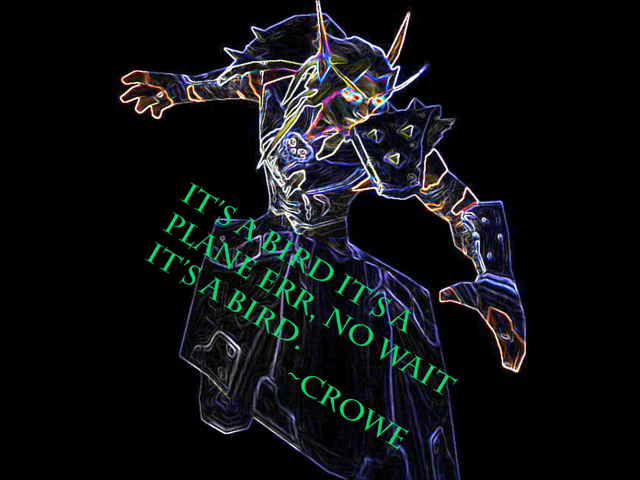 IT'S A BIRD IT'S A
PLANE ERR, NO WAIT
IT'S A BIRD.
~CROWE